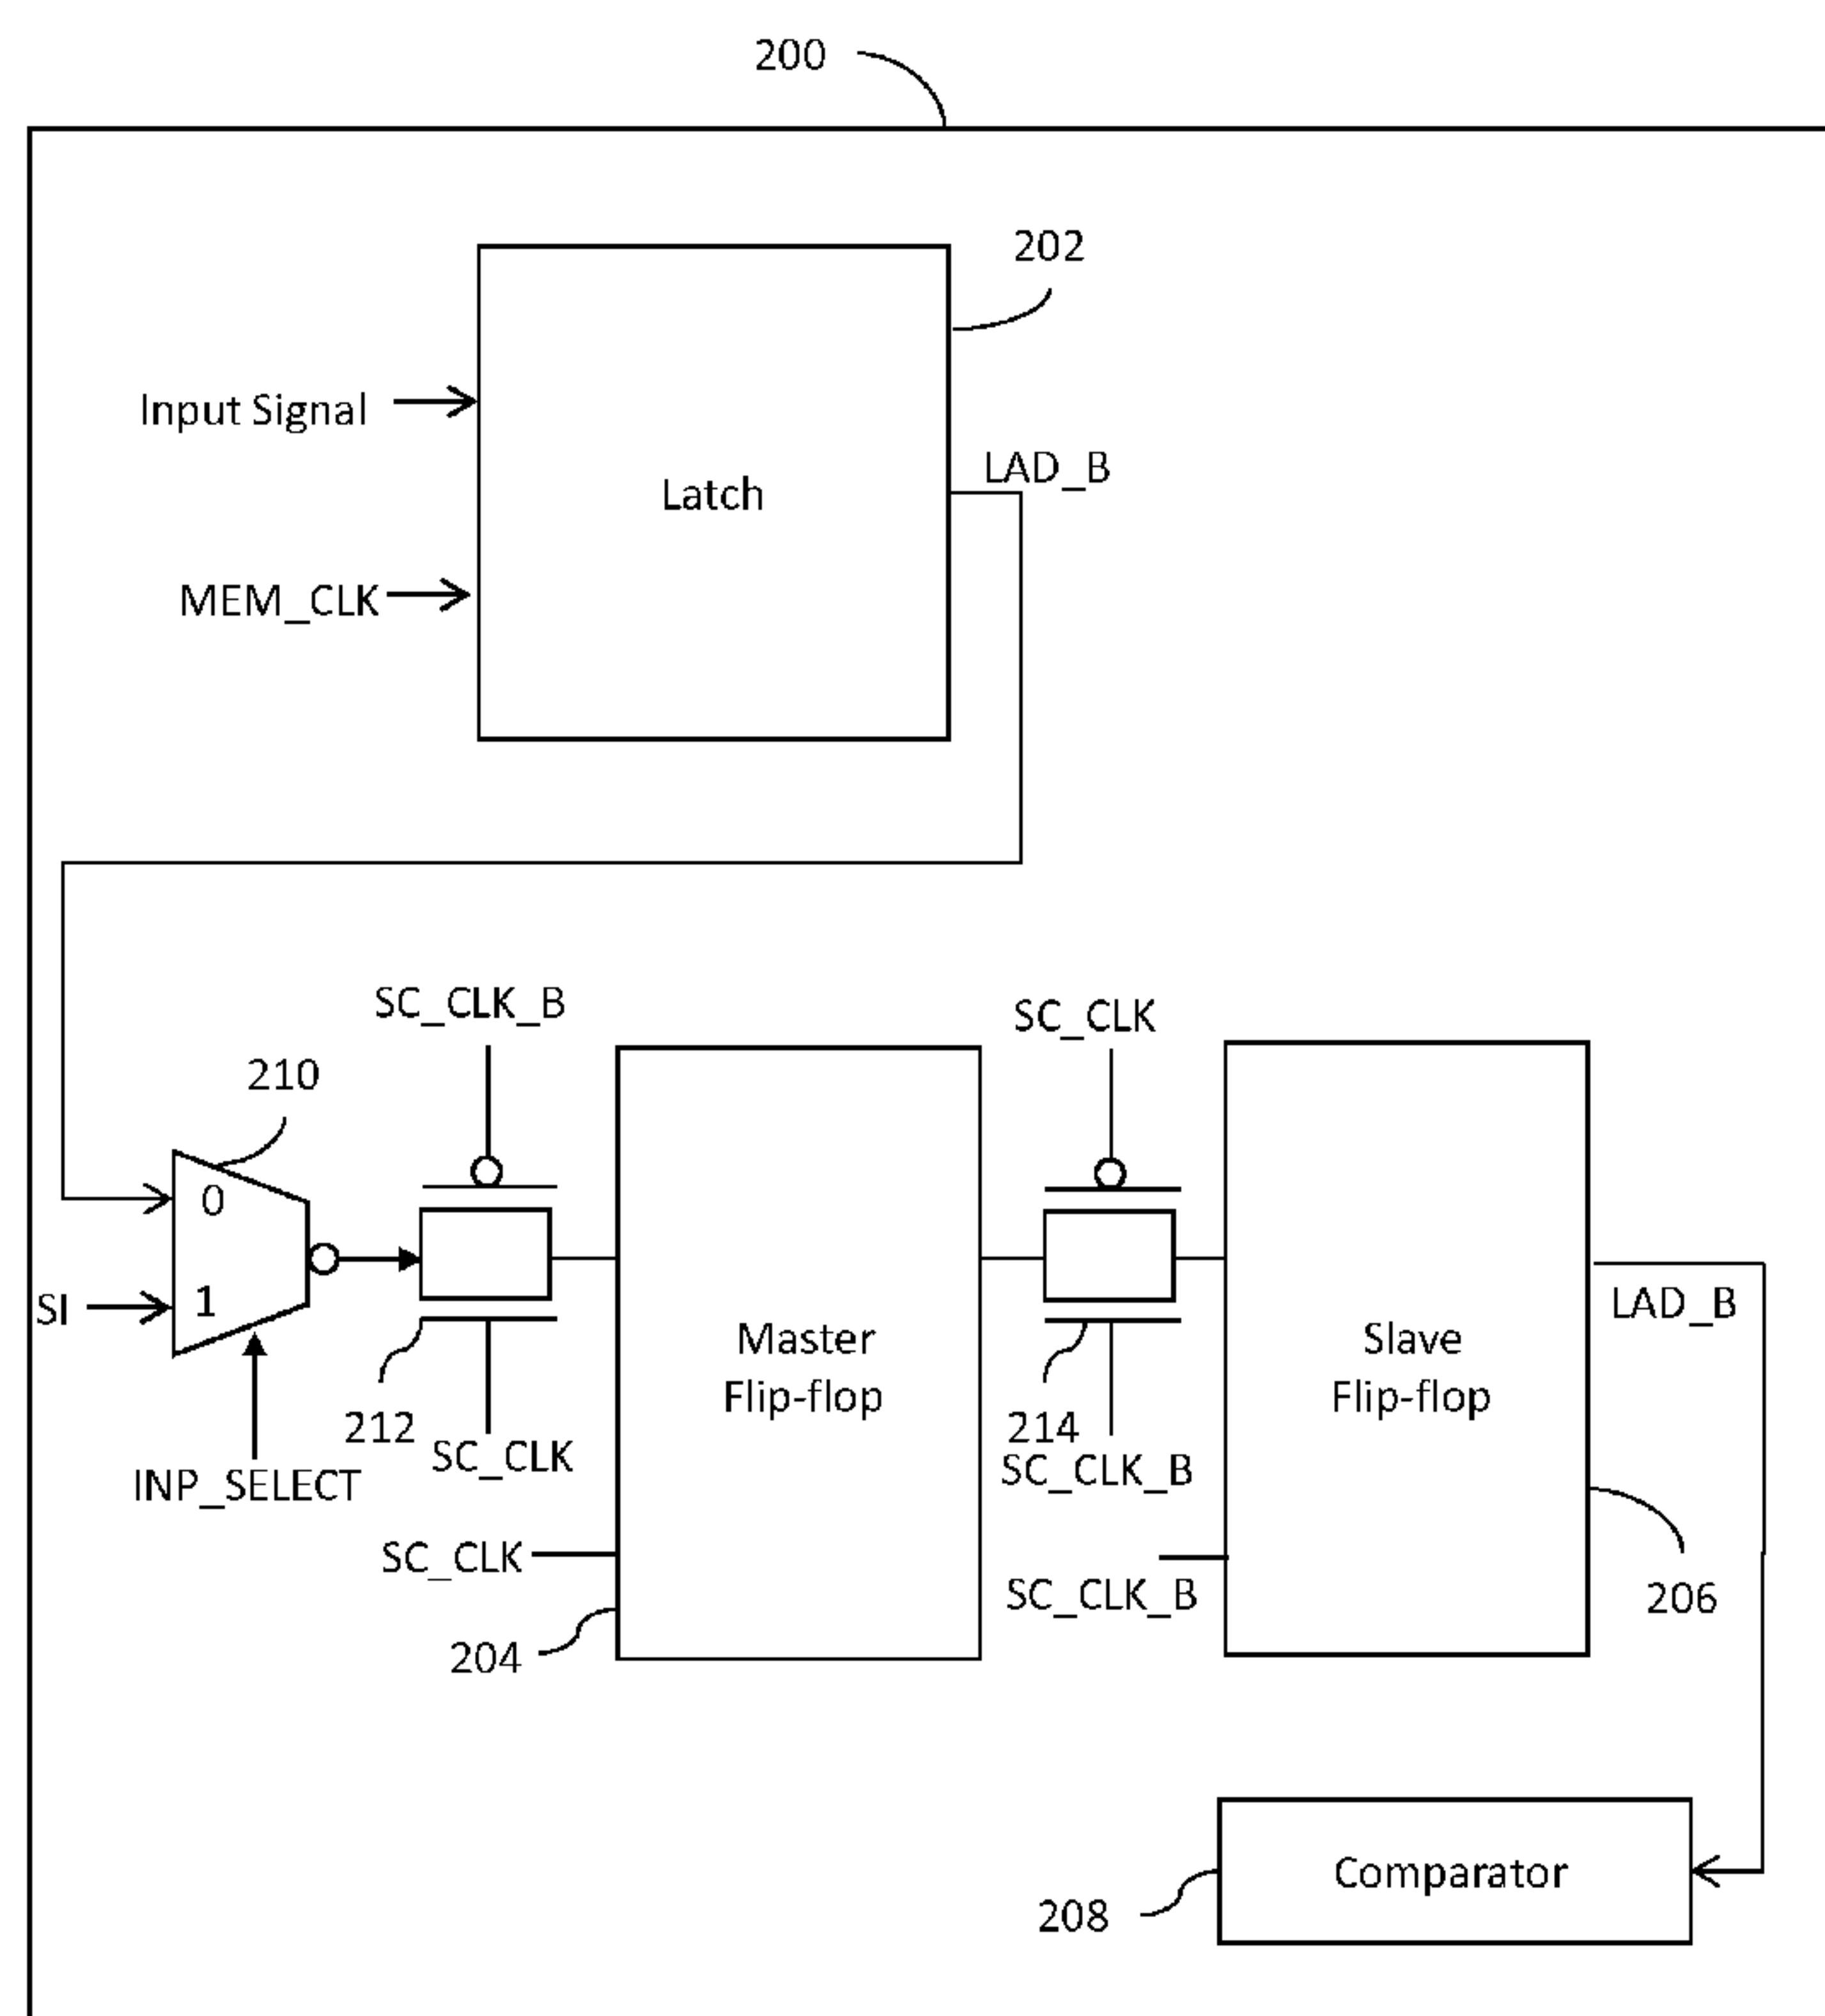 200
202
Input Signal
LAD_B
Latch
MEM_CLK
SC_CLK_B
SC_CLK
210
0
SI
1
LAD_B
Master
Flip-flop
Slave
Flip-flop
212
SC_CLK
214
SC_CLK_B
INP_SELECT
SC_CLK
SC_CLK_B
206
204
Comparator
208